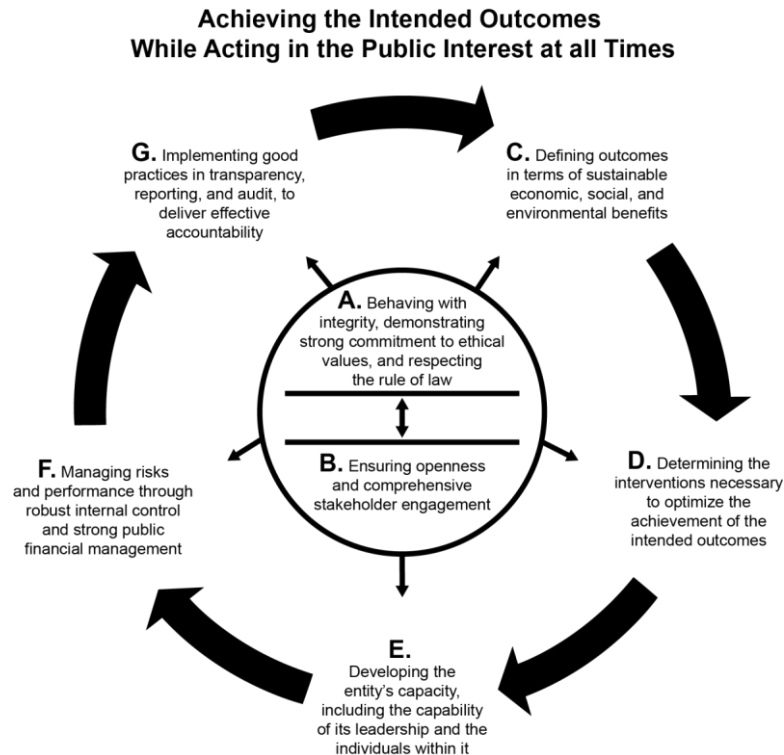 Achieving the Intended Outcomes
While Acting in the Public Interest at all Times
G. Implementing good
practices in transparency,
reporting, and audit, to
deliver effective
accountability
C. Defining outcomes
in terms of sustainable
economic, social, and
environmental benefits
A. Behaving with
integrity, demonstrating
strong commitment to ethical
values, and respecting
the rule of law
B. Ensuring openness
and comprehensive
stakeholder engagement
F. Managing risks
and performance through
robust internal control
and strong public
financial management
D. Determining the
interventions necessary
to optimize the
achievement of the
intended outcomes
E.
Developing the
entity’s capacity,
including the capability
of its leadership and the
individuals within it